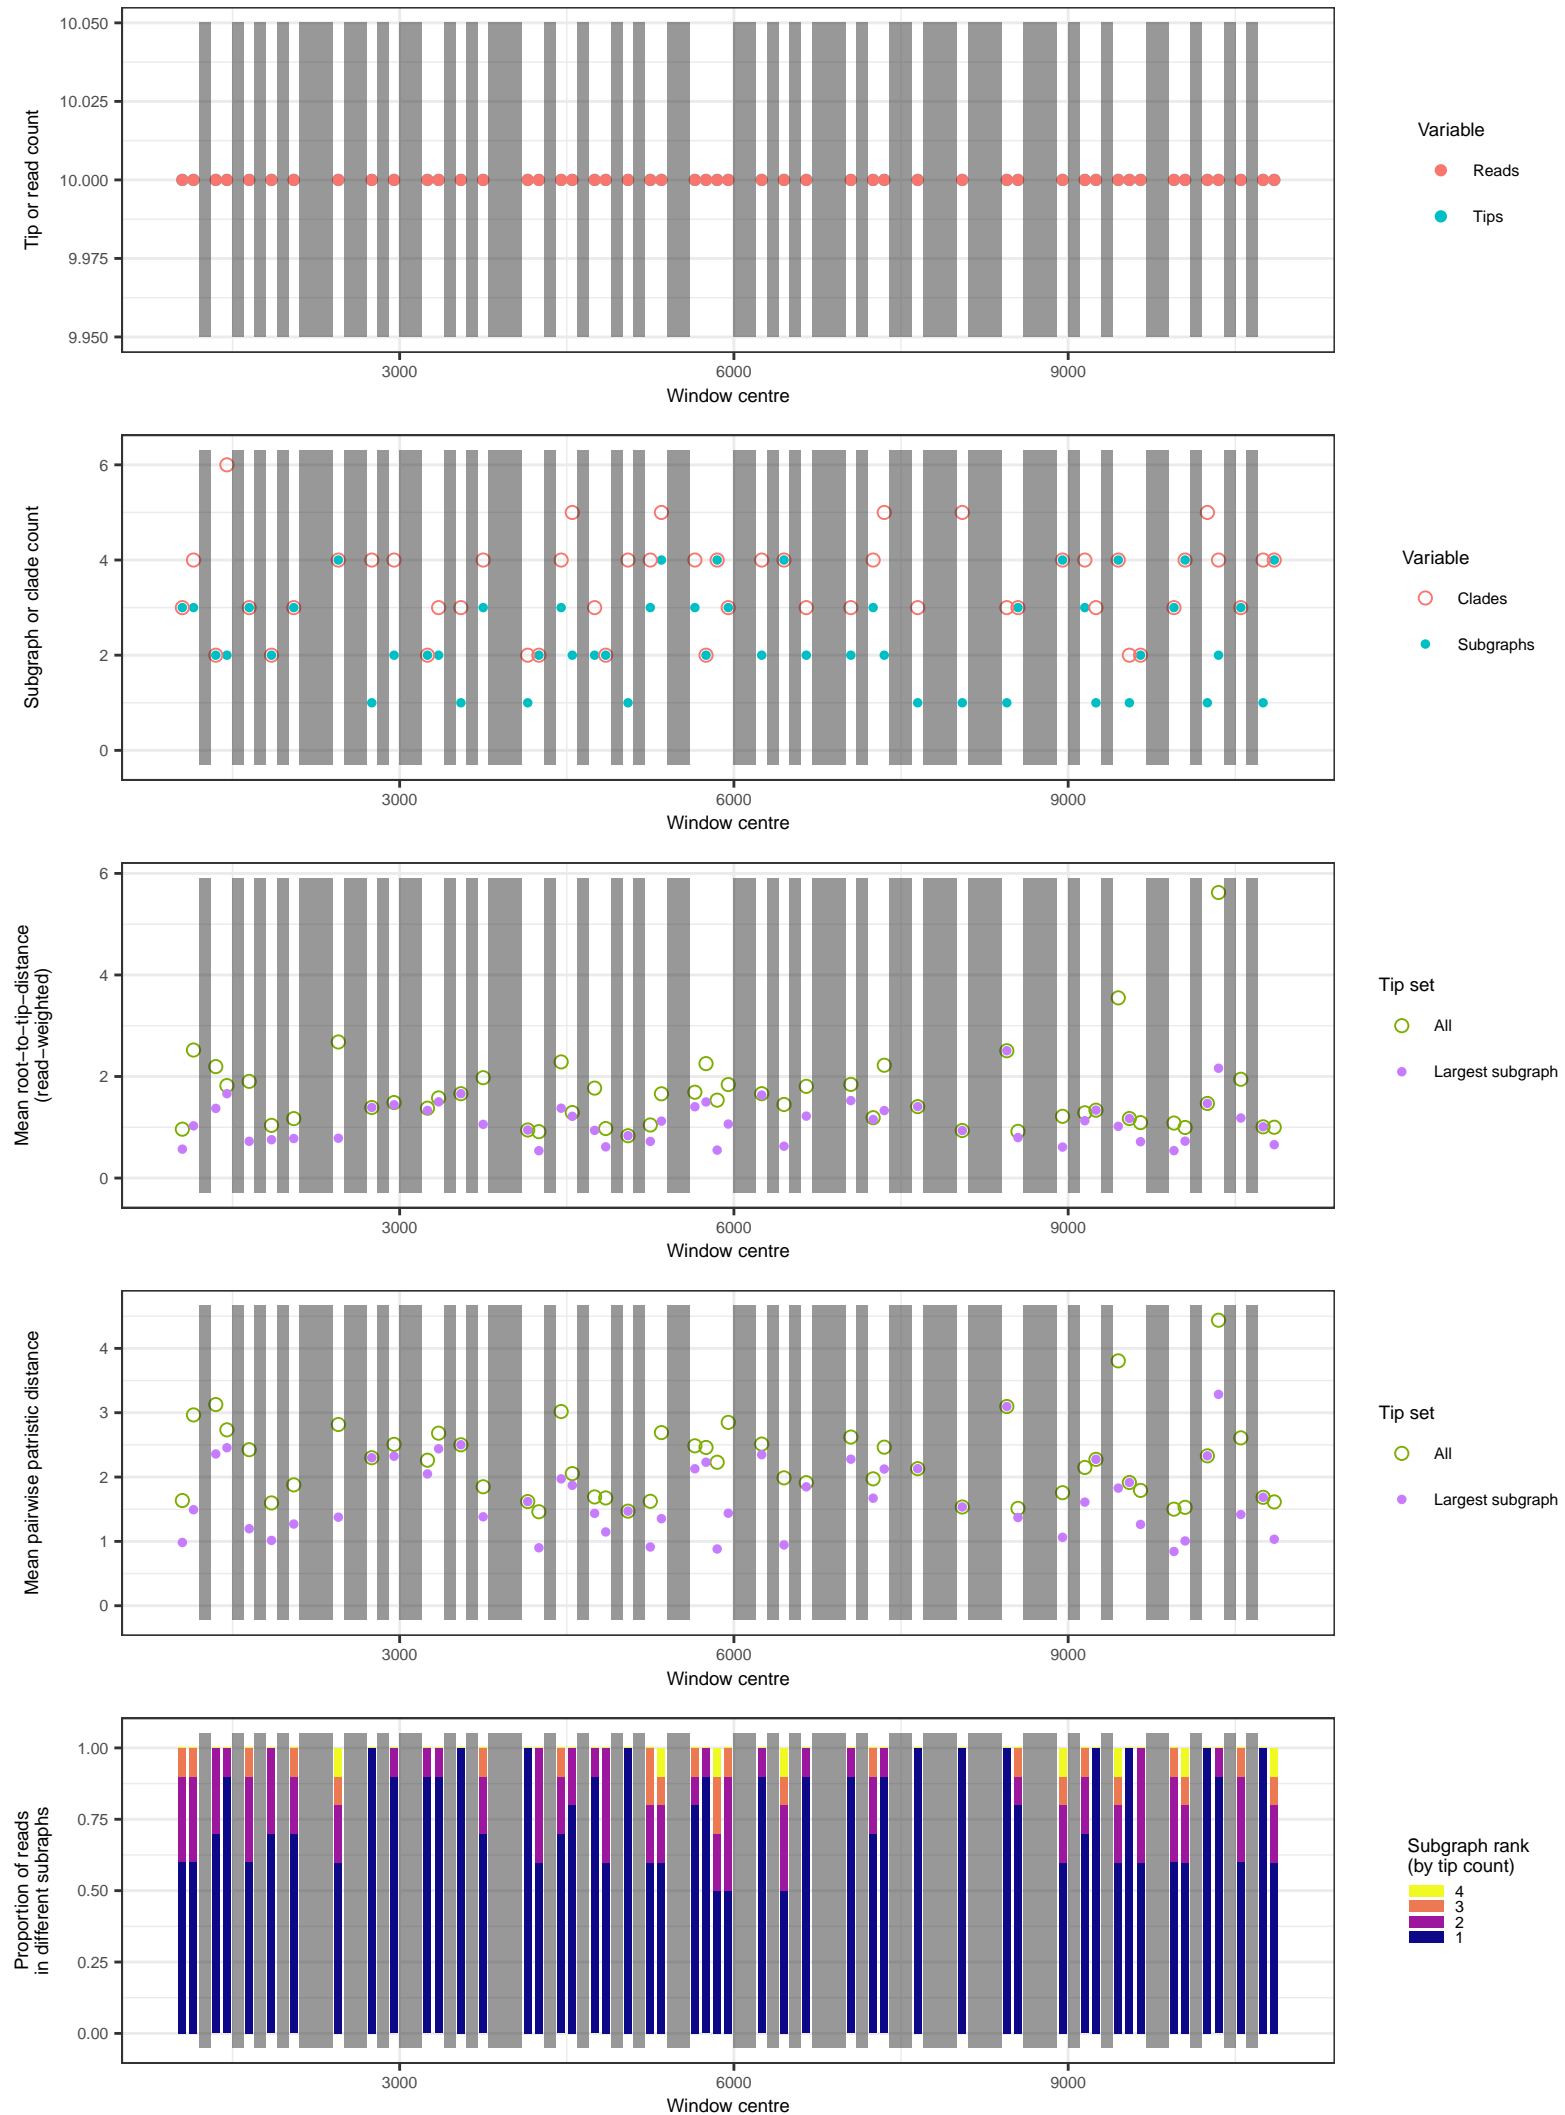 10.050
10.025
10.000
9.975
9.950
Tip or read count
3000
6000
9000
Window centre
Variable
Reads
Tips
6
4
2
0
Subgraph or clade count
3000
6000
9000
Window centre
Variable
Clades
Subgraphs
6
4
2
0
Mean root−to−tip−distance
(read−weighted)
3000
6000
9000
Window centre
Tip set
All
Largest subgraph
4
3
2
1
0
Mean pairwise patristic distance
3000
6000
9000
Window centre
Tip set
All
Largest subgraph
1.00
0.75
0.50
0.25
0.00
Proportion of reads
in different subraphs
3000
6000
9000
Window centre
Subgraph rank
(by tip count)
4
3
2
1